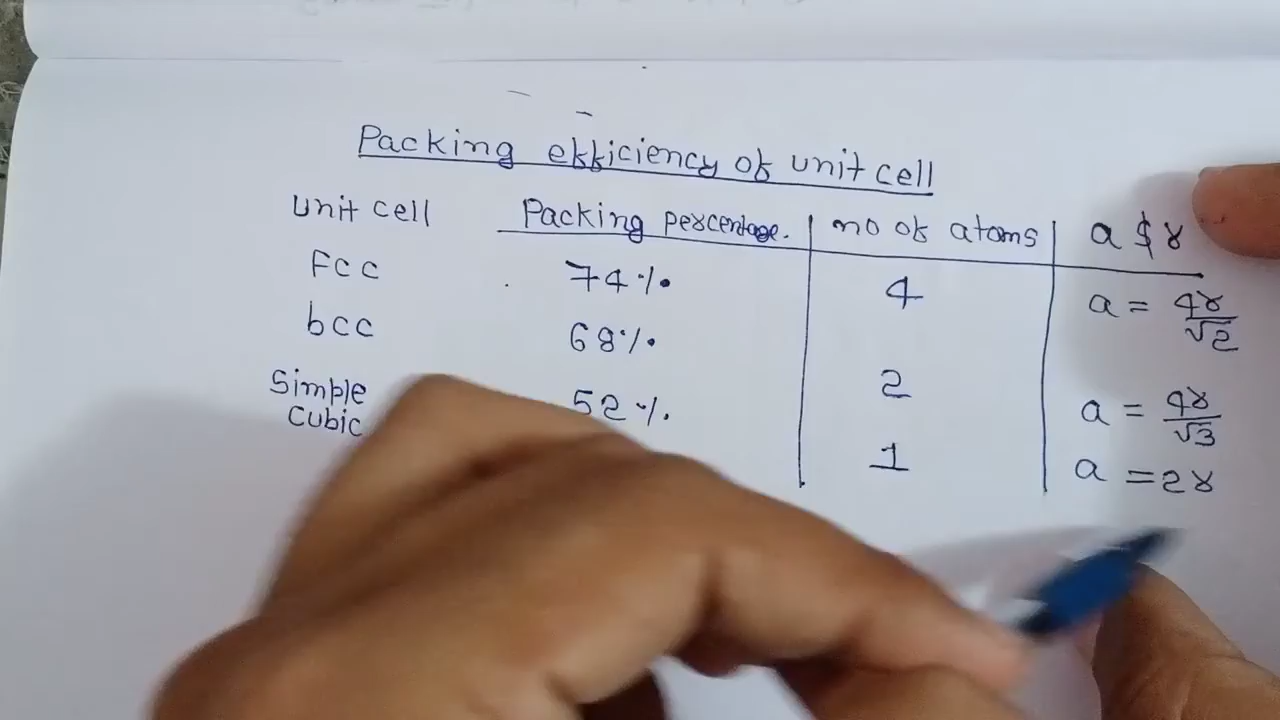 Packing efficiency of unit cell
unit cell Packing percentage. no of atoms a $ r
Fcc 74% 4 a = 4r/√2
bcc 68% 2 a = 4r/√3
Simple cubic 52% 1 a = 2r